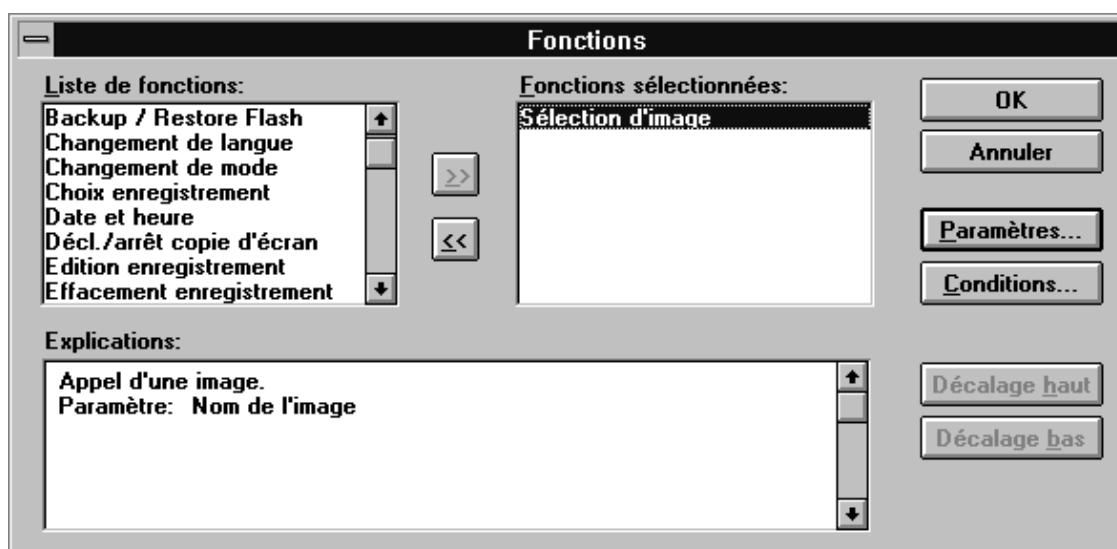 Fonctions
Liste de fonctions:
Backup / Restore Flash
Changement de langue
Changement de mode
Choix enregistrement
Date et heure
Décl./arrêt copie d'écran
Edition enregistrement
Effacement enregistrement
>>
<<
Fonctions sélectionnées:
Sélection d'image
OK
Annuler
Paramètres...
Conditions...
Explications:
Appel d'une image.
Paramètre: Nom de l'image
Décalage haut
Décalage bas